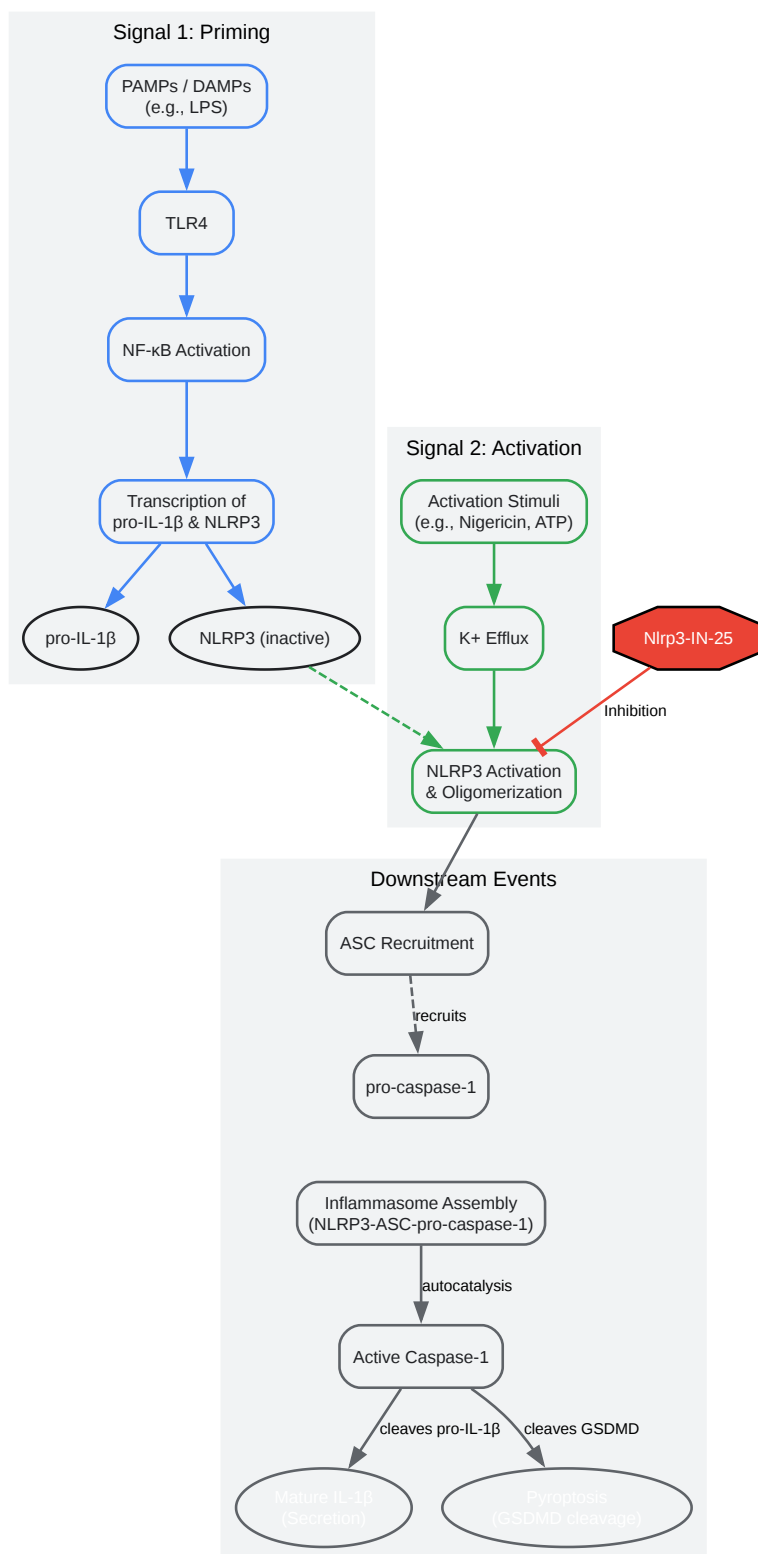 Signal 1: Priming
PAMPs / DAMPs
(e.g., LPS)
TLR4
NF-κB Activation
Transcription of
pro-IL-1β & NLRP3
pro-IL-1β
NLRP3 (inactive)
Signal 2: Activation
Activation Stimuli
(e.g., Nigericin, ATP)
K+ Efflux
Nlrp3-IN-25
Inhibition
NLRP3 Activation
& Oligomerization
Downstream Events
ASC Recruitment
recruits
pro-caspase-1
Inflammasome Assembly
(NLRP3-ASC-pro-caspase-1)
autocatalysis
Active Caspase-1
cleaves pro-IL-1β
cleaves GSDMD
Mature IL-1β
(Secretion)
Pyroptosis
(GSDMD cleavage)